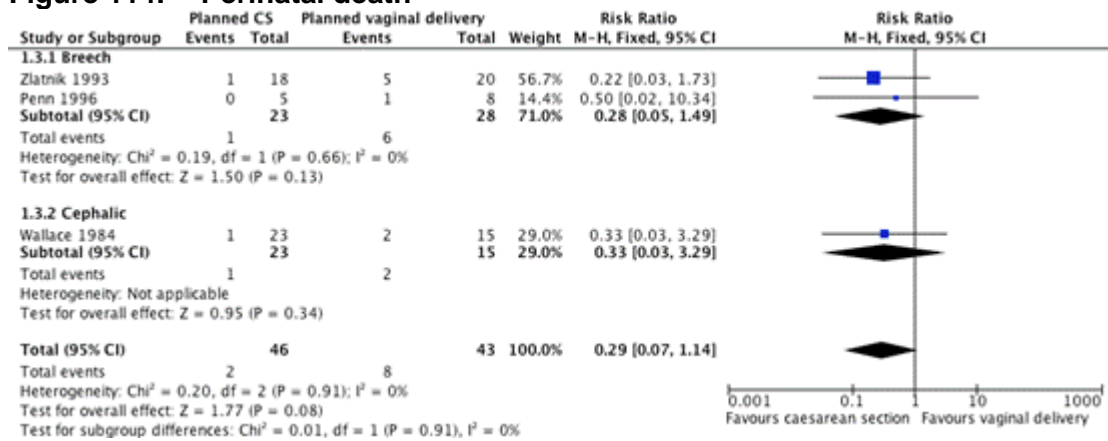 Planned CS Planned vaginal delivery Risk Ratio Risk Ratio
Study or Subgroup Events Total Events Total Weight M-H, Fixed, 95% CI M-H, Fixed, 95% CI
1.3.1 Breech
Zlatnik 1993 1 18 5 20 56.7% 0.22 [0.03, 1.73]
Penn 1996 0 5 1 8 14.4% 0.50 [0.02, 10.34]
Subtotal (95% CI) 23 28 71.0% 0.28 [0.05, 1.49]
Total events 1 6
Heterogeneity: Chi² = 0.19, df = 1 (P = 0.66); I² = 0%
Test for overall effect: Z = 1.50 (P = 0.13)
1.3.2 Cephalic
Wallace 1984 1 23 2 15 29.0% 0.33 [0.03, 3.29]
Subtotal (95% CI) 23 15 29.0% 0.33 [0.03, 3.29]
Total events 1 2
Heterogeneity: Not applicable
Test for overall effect: Z = 0.95 (P = 0.34)
Total (95% CI) 46 43 100.0% 0.29 [0.07, 1.14]
Total events 2 8
Heterogeneity: Chi² = 0.20, df = 2 (P = 0.91); I² = 0%
Test for overall effect: Z = 1.77 (P = 0.08)
Test for subgroup differences: Chi² = 0.01, df = 1 (P = 0.91), I² = 0%
0.001 0.1 1 10 1000
Favours caesarean section Favours vaginal delivery